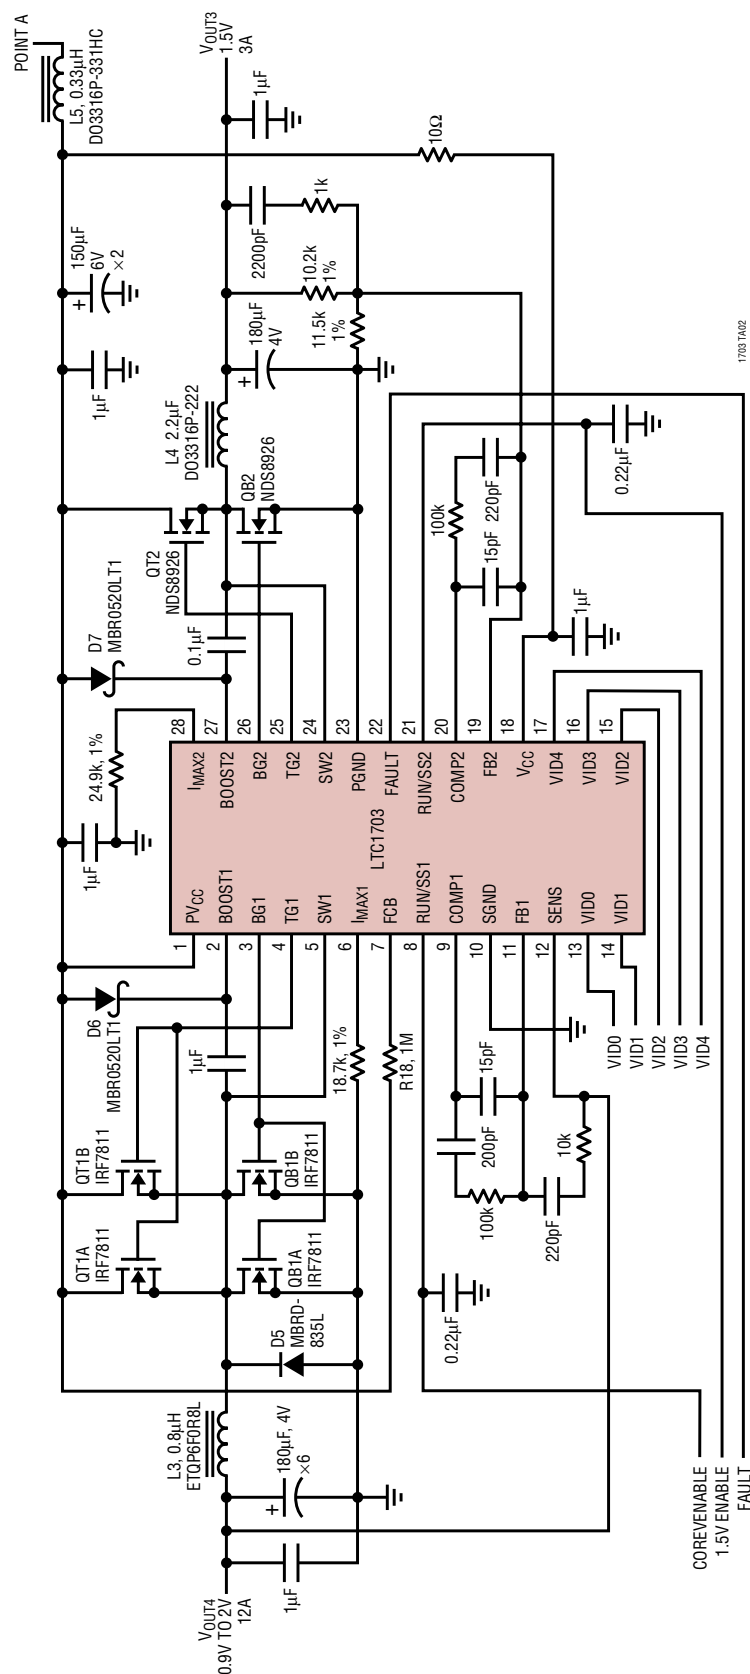 POINT A
L5, 0.33µH
DO3316P-331HC
VOUT3
1.5V
3A
1µF
10Ω
2200pF
1k
+
150µF
6V
×2
10.2k
1%
11.5k
1%
+
180µF
4V
1µF
L4 2.2µF
DO3316P-222
QB2
NDS8926
QT2
NDS8926
D7
MBR0520LT1
0.1µF
100k
220pF
15pF
0.22µF
1µF
24.9k, 1%
1µF
28
27
26
25
24
23
22
21
20
19
18
17
16
15
IMAX2
BOOST2
BG2
TG2
SW2
PGND
FAULT
RUN/SS2
COMP2
FB2
VCC
VID4
VID3
VID2
LTC1703
PVCC
BOOST1
BG1
TG1
SW1
IMAX1
FCB
RUN/SS1
COMP1
SGND
FB1
SENS
VID0
VID1
1
2
3
4
5
6
7
8
9
10
11
12
13
14
D6
MBR0520LT1
1µF
18.7k, 1%
R18, 1M
15pF
200pF
100k
220pF
10k
VID0
VID1
VID2
VID3
VID4
QT1B
IRF7811
QB1B
IRF7811
QT1A
IRF7811
QB1A
IRF7811
D5
MBRD-
835L
0.22µF
L3, 0.8µH
ETQP6F0R8L
+
180µF, 4V
×6
1µF
VOUT4
0.9V TO 2V
12A
COREVENABLE
1.5V ENABLE
FAULT
1703 TA02